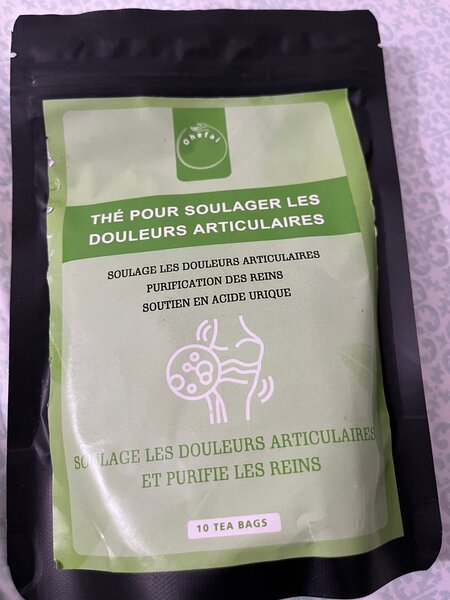 Dhefai
THÉ POUR SOULAGER LES
DOULEURS ARTICULAIRES
SOULAGE LES DOULEURS ARTICULAIRES
PURIFICATION DES REINS
SOUTIEN EN ACIDE URIQUE
SOULAGE LES DOULEURS ARTICULAIRES
ET PURIFIE LES REINS
10 TEA BAGS